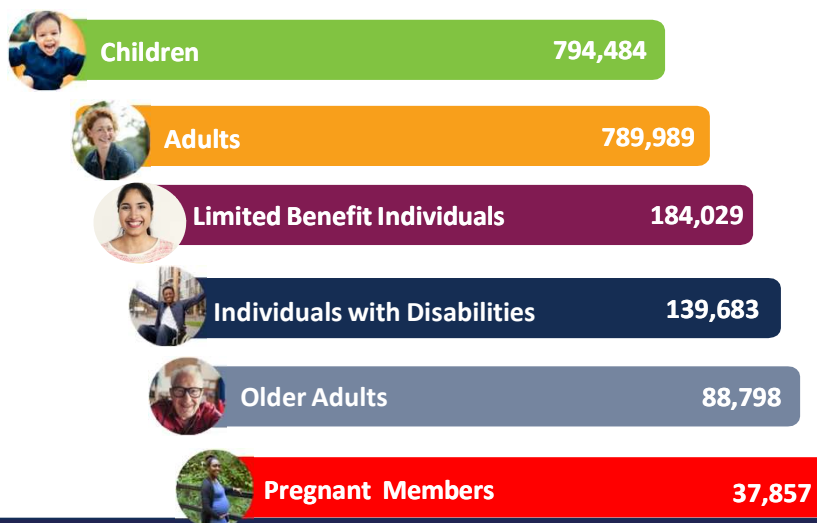 Children 794,484
Adults 789,989
Limited Benefit Individuals 184,029
Individuals with Disabilities 139,683
Older Adults 88,798
Pregnant Members 37,857